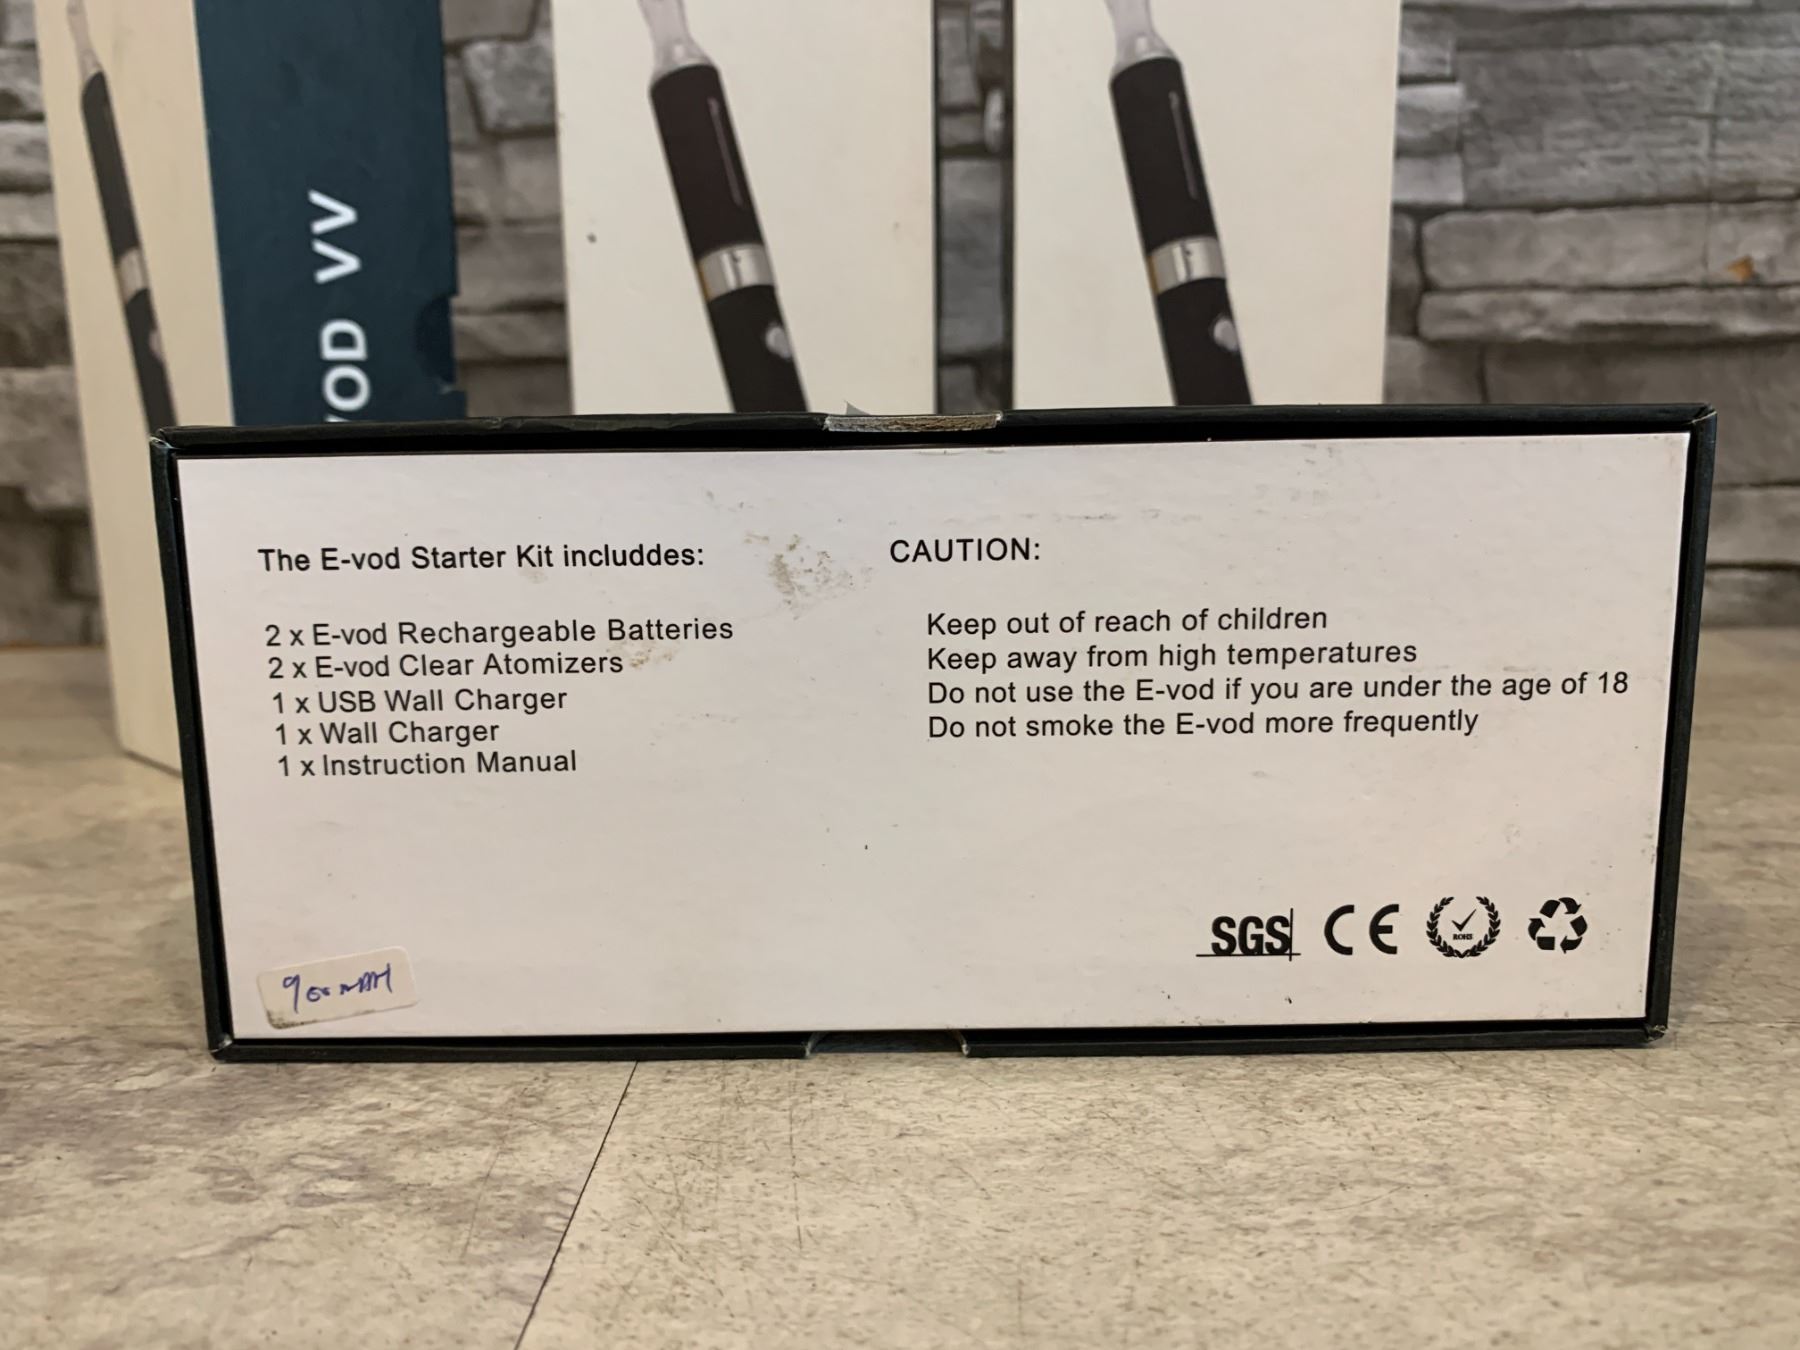 VOD VV
The E-vod Starter Kit includdes:
2 x E-vod Rechargeable Batteries
2 x E-vod Clear Atomizers
1 x USB Wall Charger
1 x Wall Charger
1 x Instruction Manual
CAUTION:
Keep out of reach of children
Keep away from high temperatures
Do not use the E-vod if you are under the age of 18
Do not smoke the E-vod more frequently
SGS CE ROHS
900 mAH